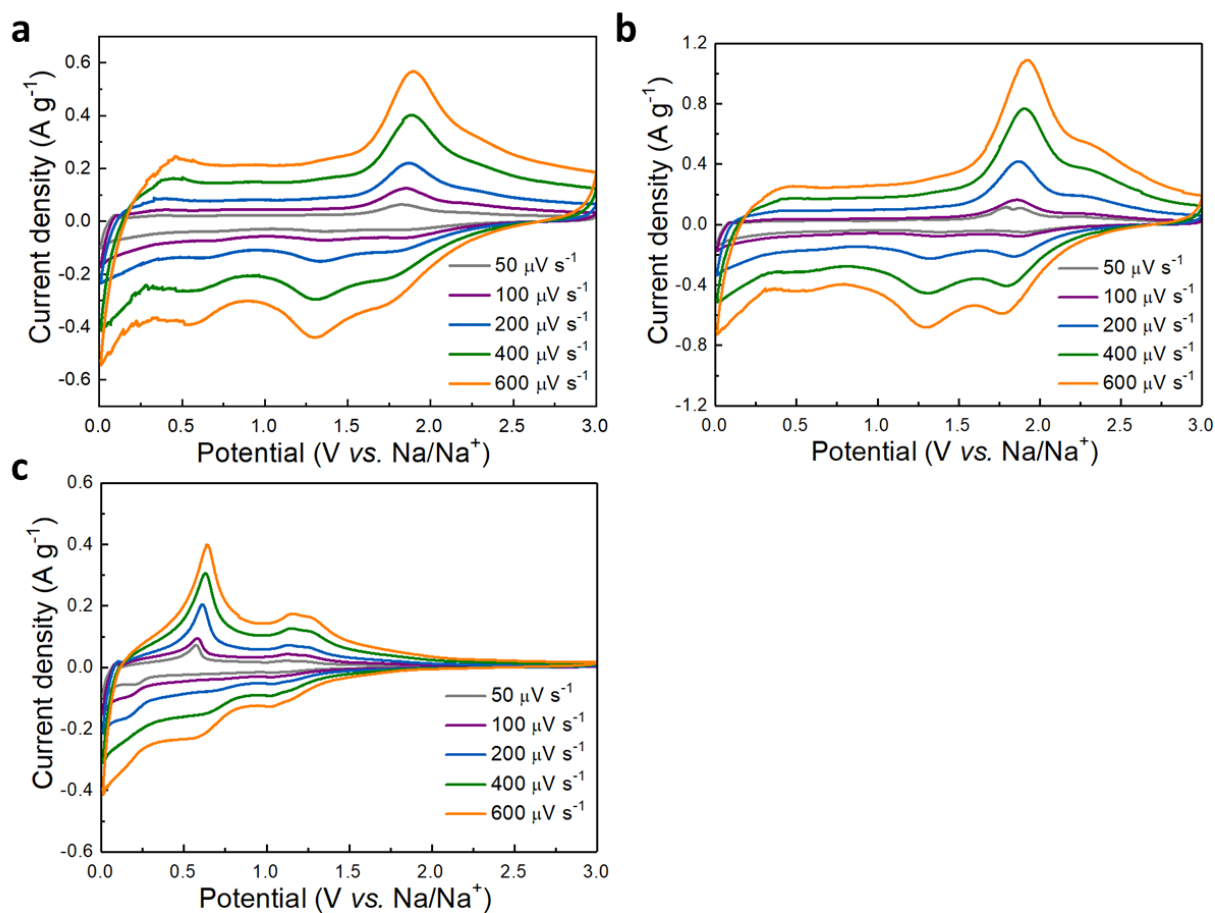 a
Current density (A g⁻¹)
0.6
0.4
0.2
0.0
-0.2
-0.4
-0.6
50 μV s⁻¹
100 μV s⁻¹
200 μV s⁻¹
400 μV s⁻¹
600 μV s⁻¹
0.0 0.5 1.0 1.5 2.0 2.5 3.0
Potential (V vs. Na/Na⁺)
b
Current density (A g⁻¹)
1.2
0.8
0.4
0.0
-0.4
-0.8
-1.2
50 μV s⁻¹
100 μV s⁻¹
200 μV s⁻¹
400 μV s⁻¹
600 μV s⁻¹
0.0 0.5 1.0 1.5 2.0 2.5 3.0
Potential (V vs. Na/Na⁺)
c
Current density (A g⁻¹)
0.6
0.4
0.2
0.0
-0.2
-0.4
-0.6
50 μV s⁻¹
100 μV s⁻¹
200 μV s⁻¹
400 μV s⁻¹
600 μV s⁻¹
0.0 0.5 1.0 1.5 2.0 2.5 3.0
Potential (V vs. Na/Na⁺)